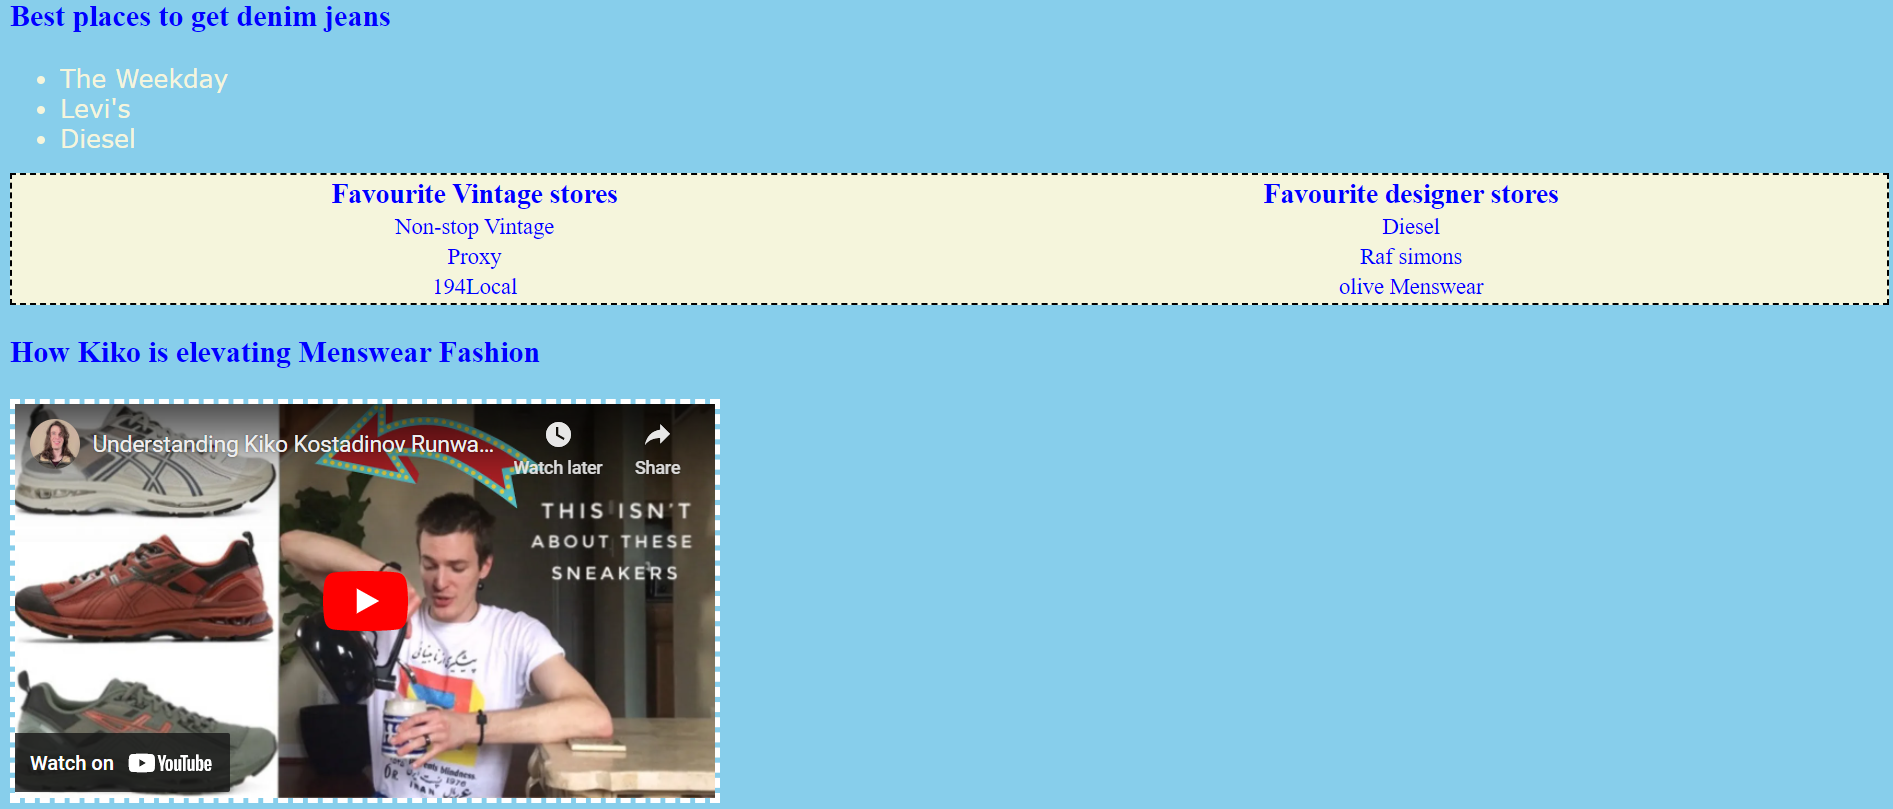 Best places to get denim jeans
The Weekday
Levi's
Diesel
Favourite Vintage stores Favourite designer stores
Non-stop Vintage Diesel
Proxy Raf simons
194Local olive Menswear
How Kiko is elevating Menswear Fashion
Understanding Kiko Kostadinov Runwa...
Watch later Share
THIS ISN'T
ABOUT THESE
SNEAKERS
1976
IRAN
Watch on YouTube